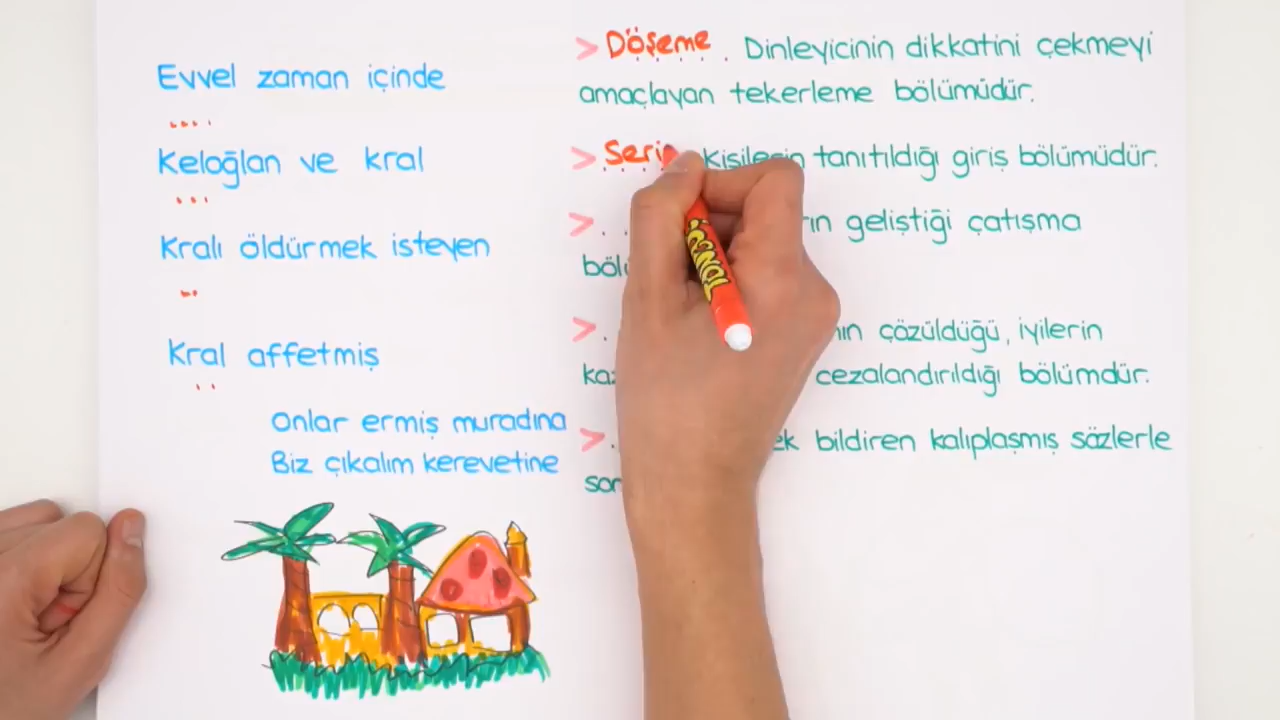 Evvel zaman içinde
....
Keloğlan ve kral
...
Kralı öldürmek isteyen
..
Kral affetmiş
..
Onlar ermiş muradına
Biz çıkalım kerevetine
> Döşeme . Dinleyicinin dikkatini çekmeyi
amaçlayan tekerleme bölümüdür.
> Seri kişilerin tanıtıldığı giriş bölümüdür.
> . . geliştiği çatışma
> . çözüldüğü, iyilerin
cezalandırıldığı bölümdür.
> . bildiren kalıplaşmış sözlerle